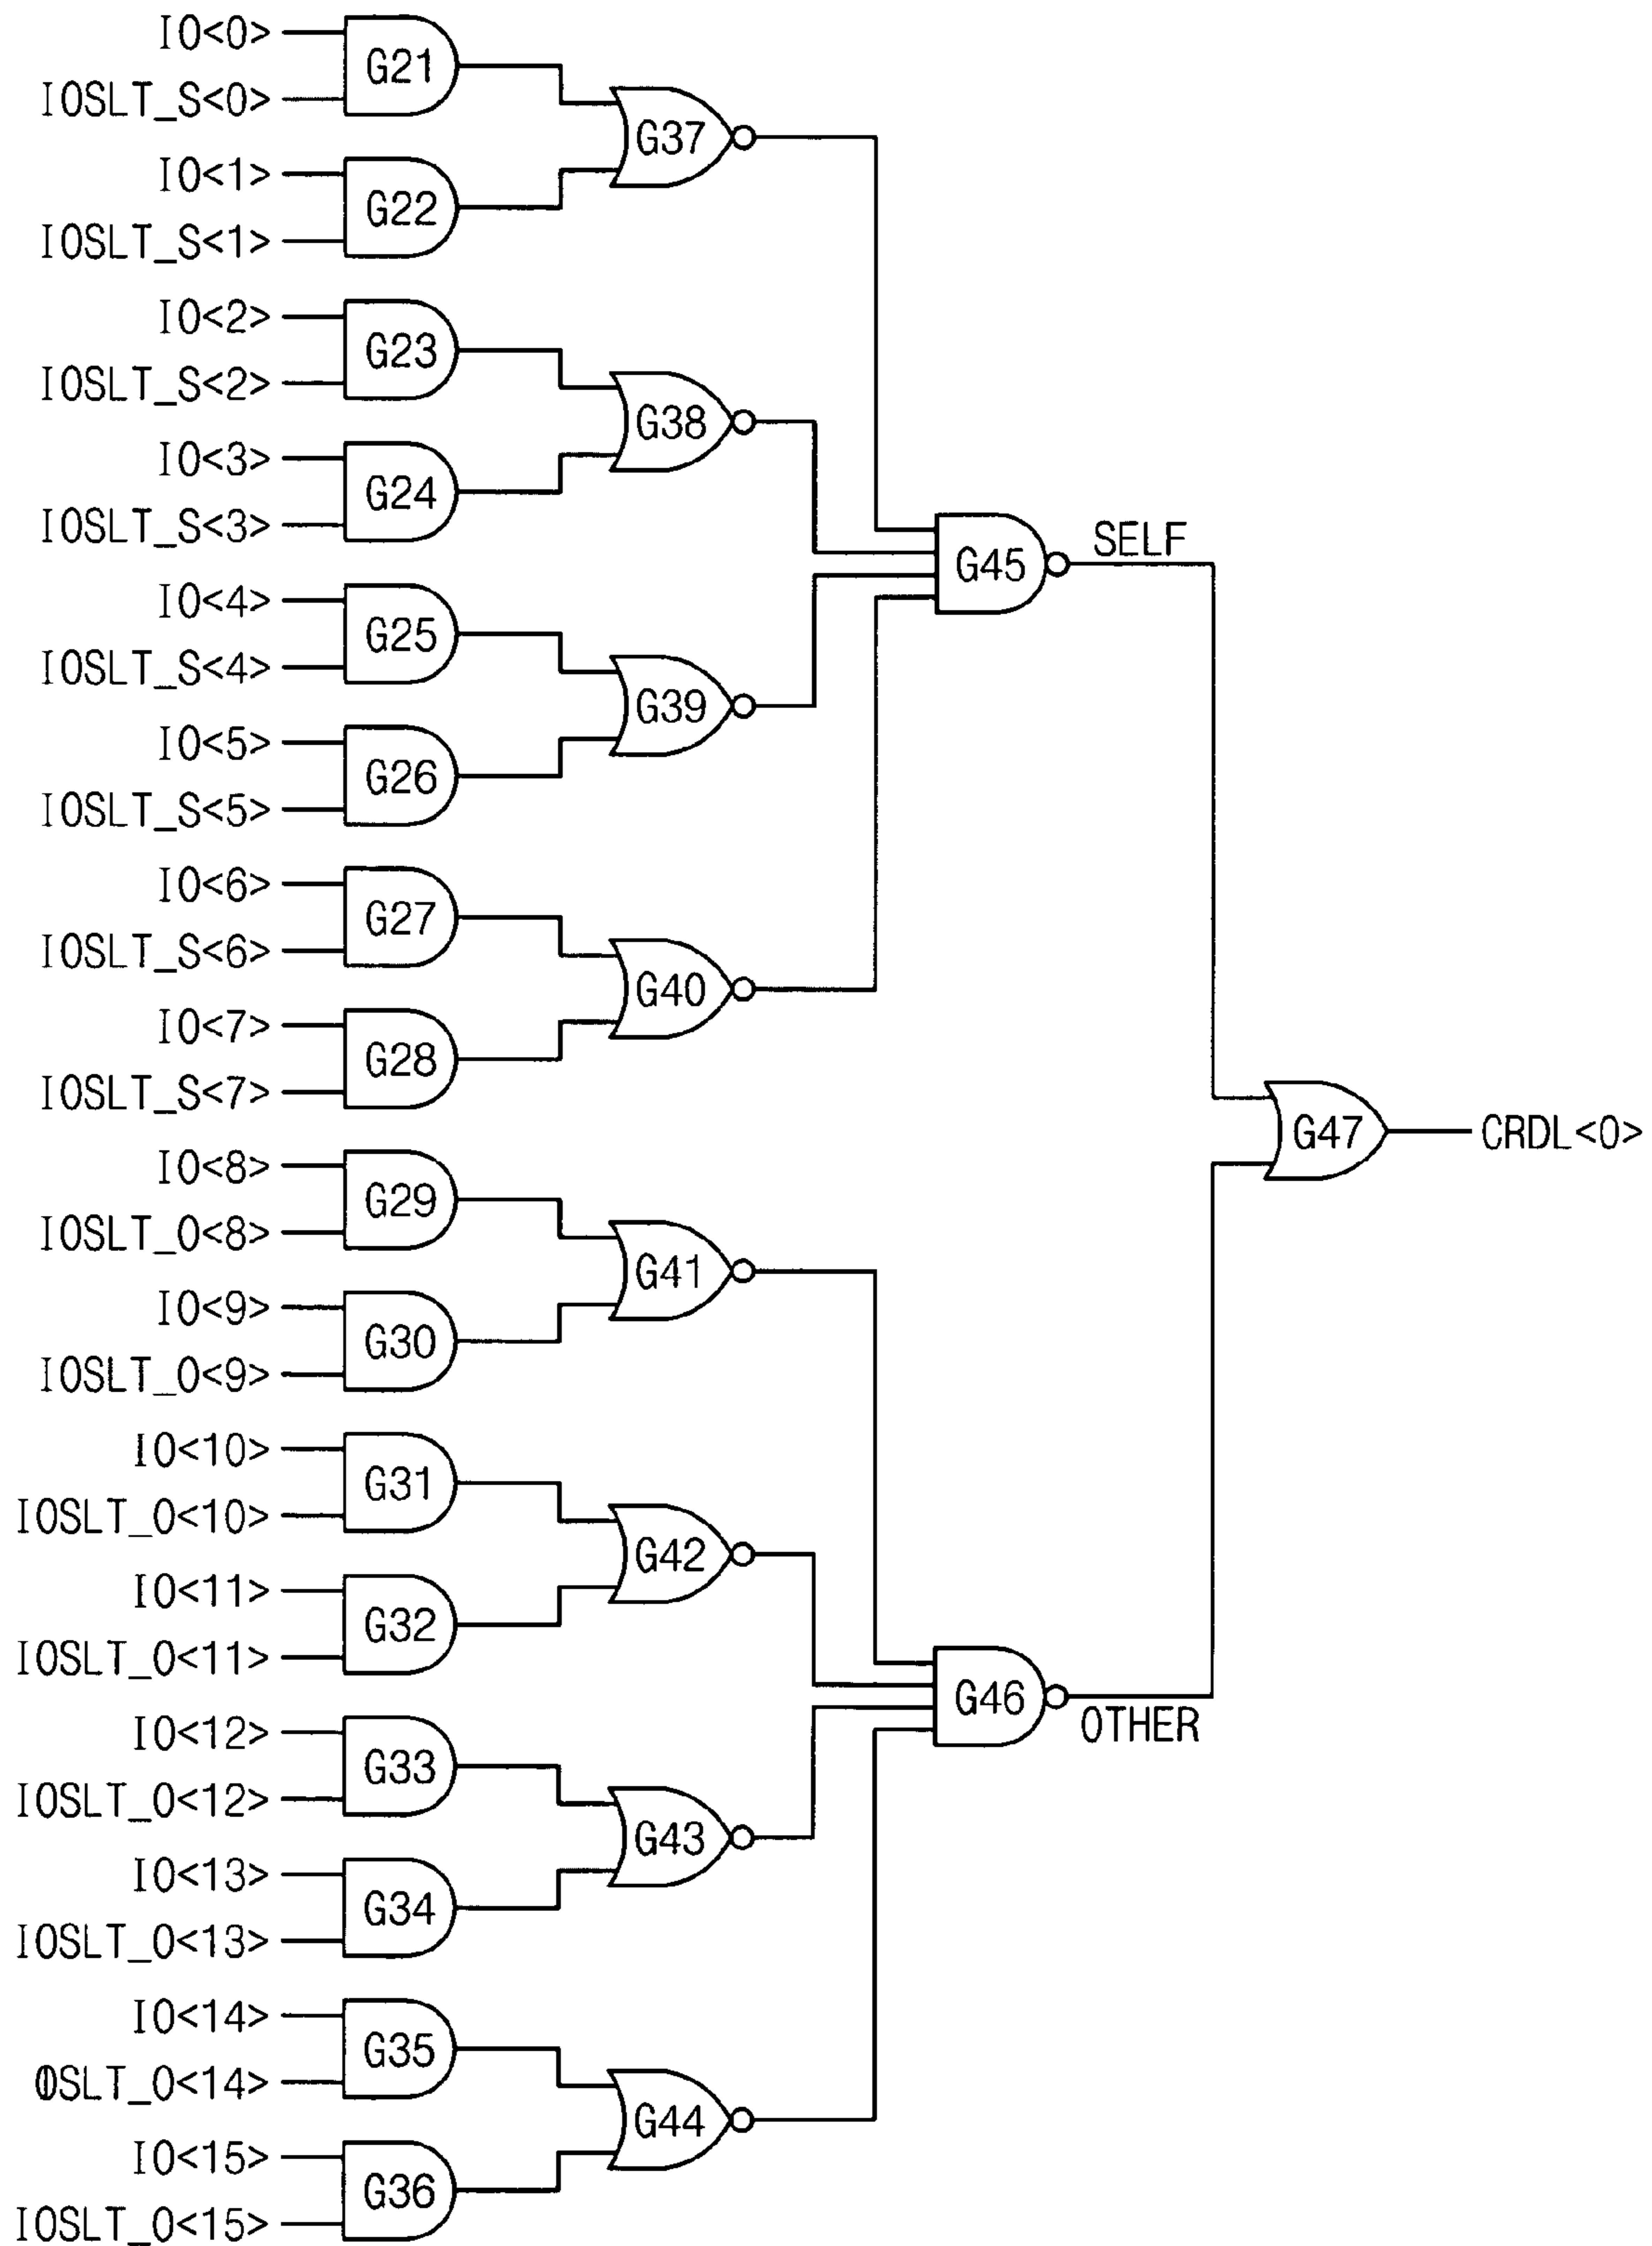 IO<0>
IOSLT_S<0>
G21
IO<1>
IOSLT_S<1>
G22
G37
IO<2>
IOSLT_S<2>
G23
IO<3>
IOSLT_S<3>
G24
G38
IO<4>
IOSLT_S<4>
G25
IO<5>
IOSLT_S<5>
G26
G39
IO<6>
IOSLT_S<6>
G27
IO<7>
IOSLT_S<7>
G28
G40
G45
SELF
IO<8>
IOSLT_O<8>
G29
IO<9>
IOSLT_O<9>
G30
G41
IO<10>
IOSLT_O<10>
G31
IO<11>
IOSLT_O<11>
G32
G42
IO<12>
IOSLT_O<12>
G33
IO<13>
IOSLT_O<13>
G34
G43
IO<14>
IOSLT_O<14>
G35
IO<15>
IOSLT_O<15>
G36
G44
G46
OTHER
G47
CRDL<0>